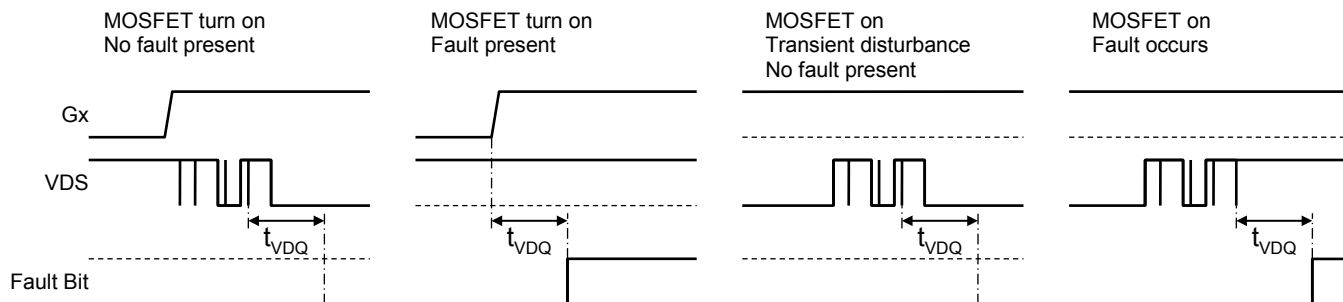 MOSFET turn on
No fault present
MOSFET turn on
Fault present
MOSFET on
Transient disturbance
No fault present
MOSFET on
Fault occurs
Gx
VDS
tVDQ
tVDQ
tVDQ
tVDQ
Fault Bit